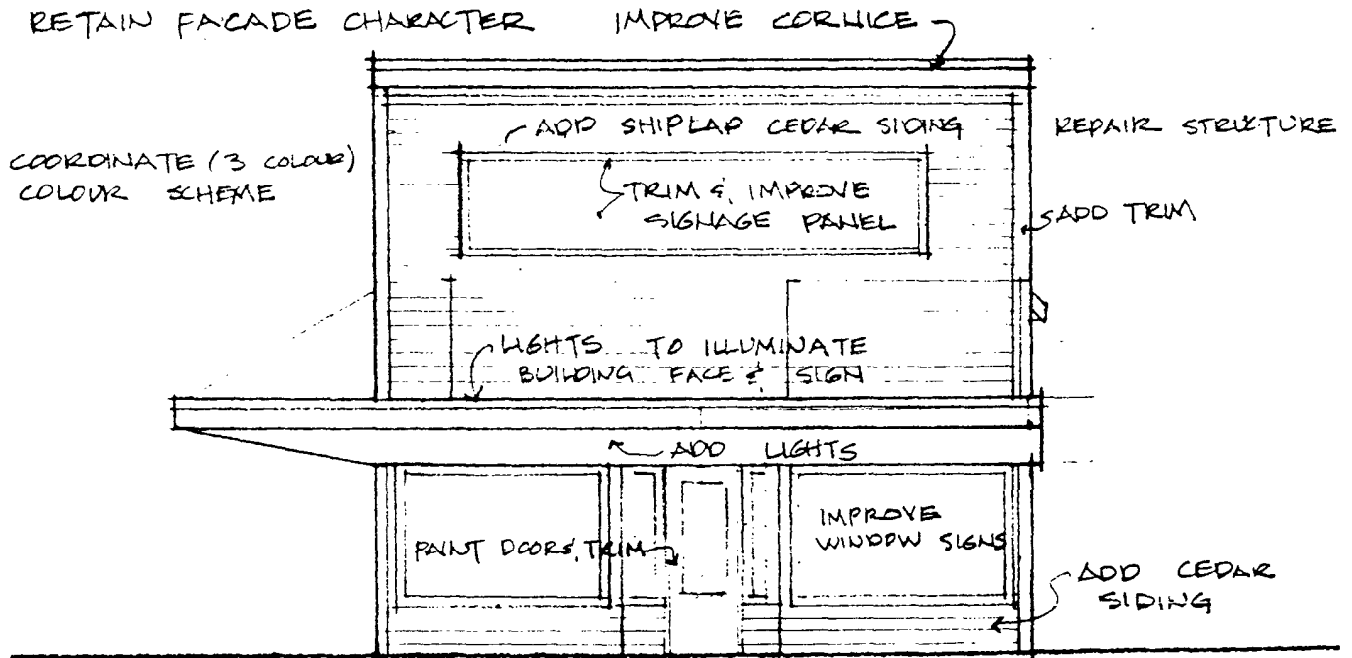 RETAIN FACADE CHARACTER
IMPROVE CORNICE
ADD SHIPLAP CEDAR SIDING
REPAIR STRUCTURE
COORDINATE (3 COLOUR)
COLOUR SCHEME
TRIM & IMPROVE
SIGNAGE PANEL
ADD TRIM
LIGHTS TO ILLUMINATE
BUILDING FACE & SIGN
ADD LIGHTS
PAINT DOORS & TRIM
IMPROVE
WINDOW SIGNS
ADD CEDAR
SIDING